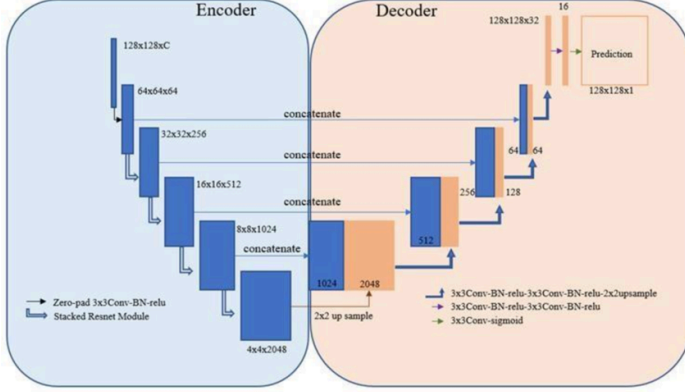 Encoder
Decoder
128x128xC
64x64x64
32x32x256
16x16x512
8x8x1024
4x4x2048
concatenate
concatenate
concatenate
concatenate
1024
2048
2x2 up sample
512
256
128
64
64
128x128x32
16
Prediction
128x128x1
Zero-pad 3x3Conv-BN-relu
Stacked Resnet Module
3x3Conv-BN-relu-3x3Conv-BN-relu-2x2upsample
3x3Conv-BN-relu-3x3Conv-BN-relu
3x3Conv-sigmoid